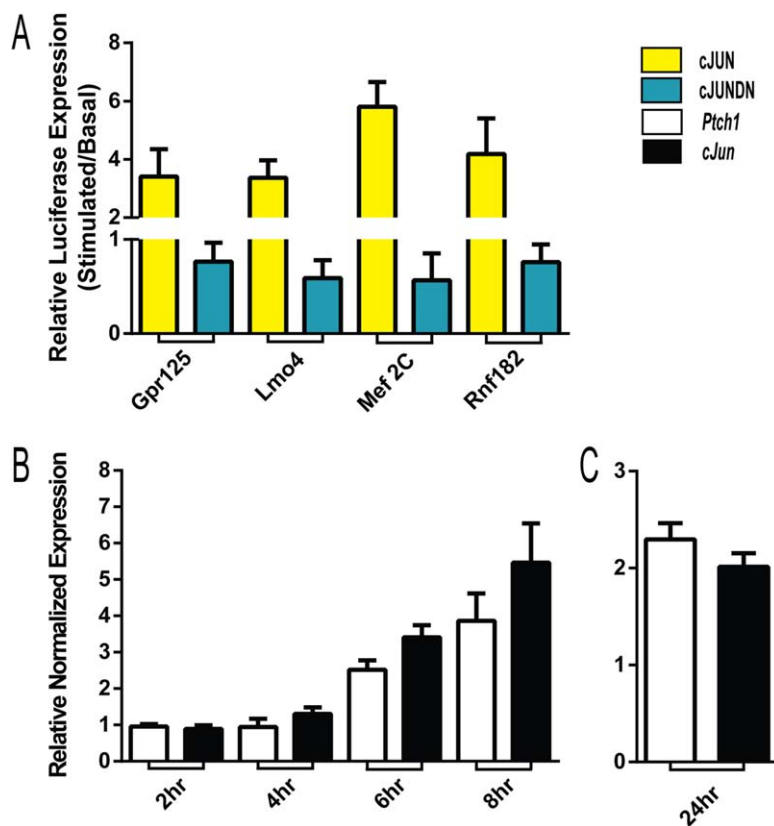 A
Relative Luciferase Expression
(Stimulated/Basal)
8
6
4
2
1
0
Gpr125
Lmo4
Mef 2C
Rnf182
cJUN
cJUNDN
Ptch1
cJun
B
Relative Normalized Expression
8
7
6
5
4
3
2
1
0
2hr
4hr
6hr
8hr
C
3
2
1
0
24hr